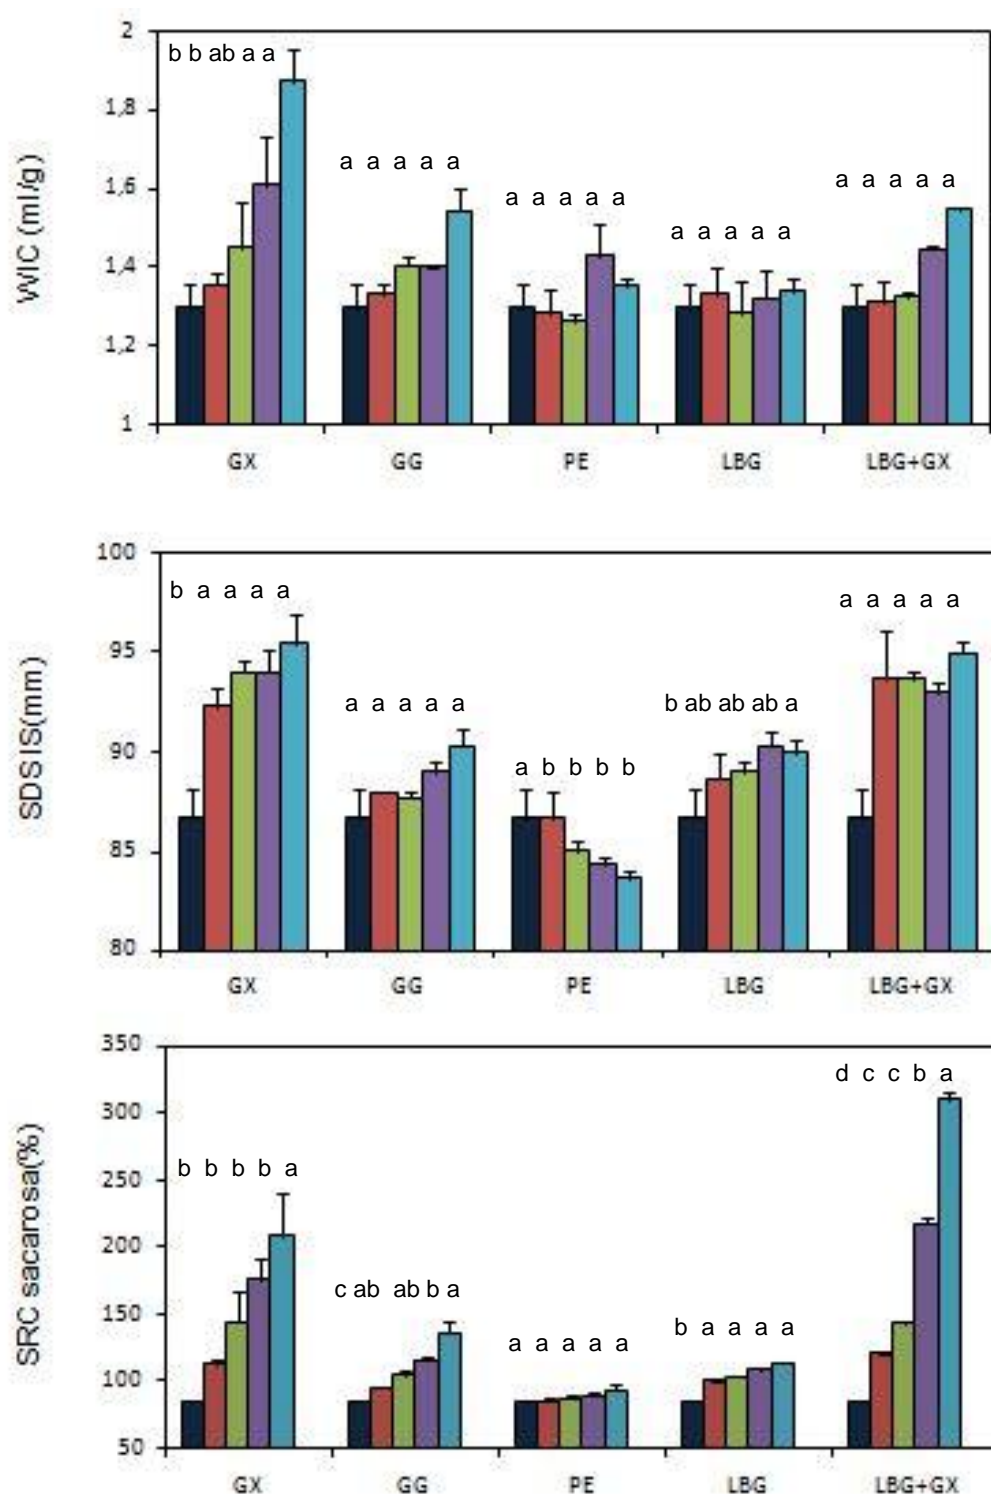 WIC (ml/g)
2
1,8
1,6
1,4
1,2
1
b b ab a a
a a a a a
a a a a a
a a a a a
a a a a a
GX GG PE LBG LBG+GX
SDSIS(mm)
100
95
90
85
80
b a a a a
a a a a a
a b b b b
b ab ab ab a
a a a a a
GX GG PE LBG LBG+GX
SRC sacarosa(%)
350
300
250
200
150
100
50
b b b b a
c ab ab b a
a a a a a
b a a a a
d c c b a
GX GG PE LBG LBG+GX